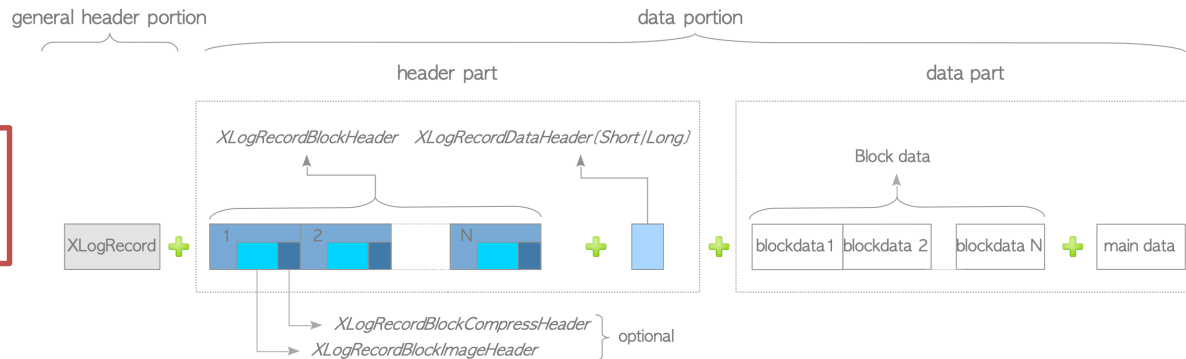 general header portion
data portion
header part
data part
XLogRecordBlockHeader
XLogRecordDataHeader[Short|Long]
Block data
XLogRecord
1
2
N
blockdata1
blockdata 2
blockdata N
main data
XLogRecordBlockCompressHeader
XLogRecordBlockImageHeader
optional